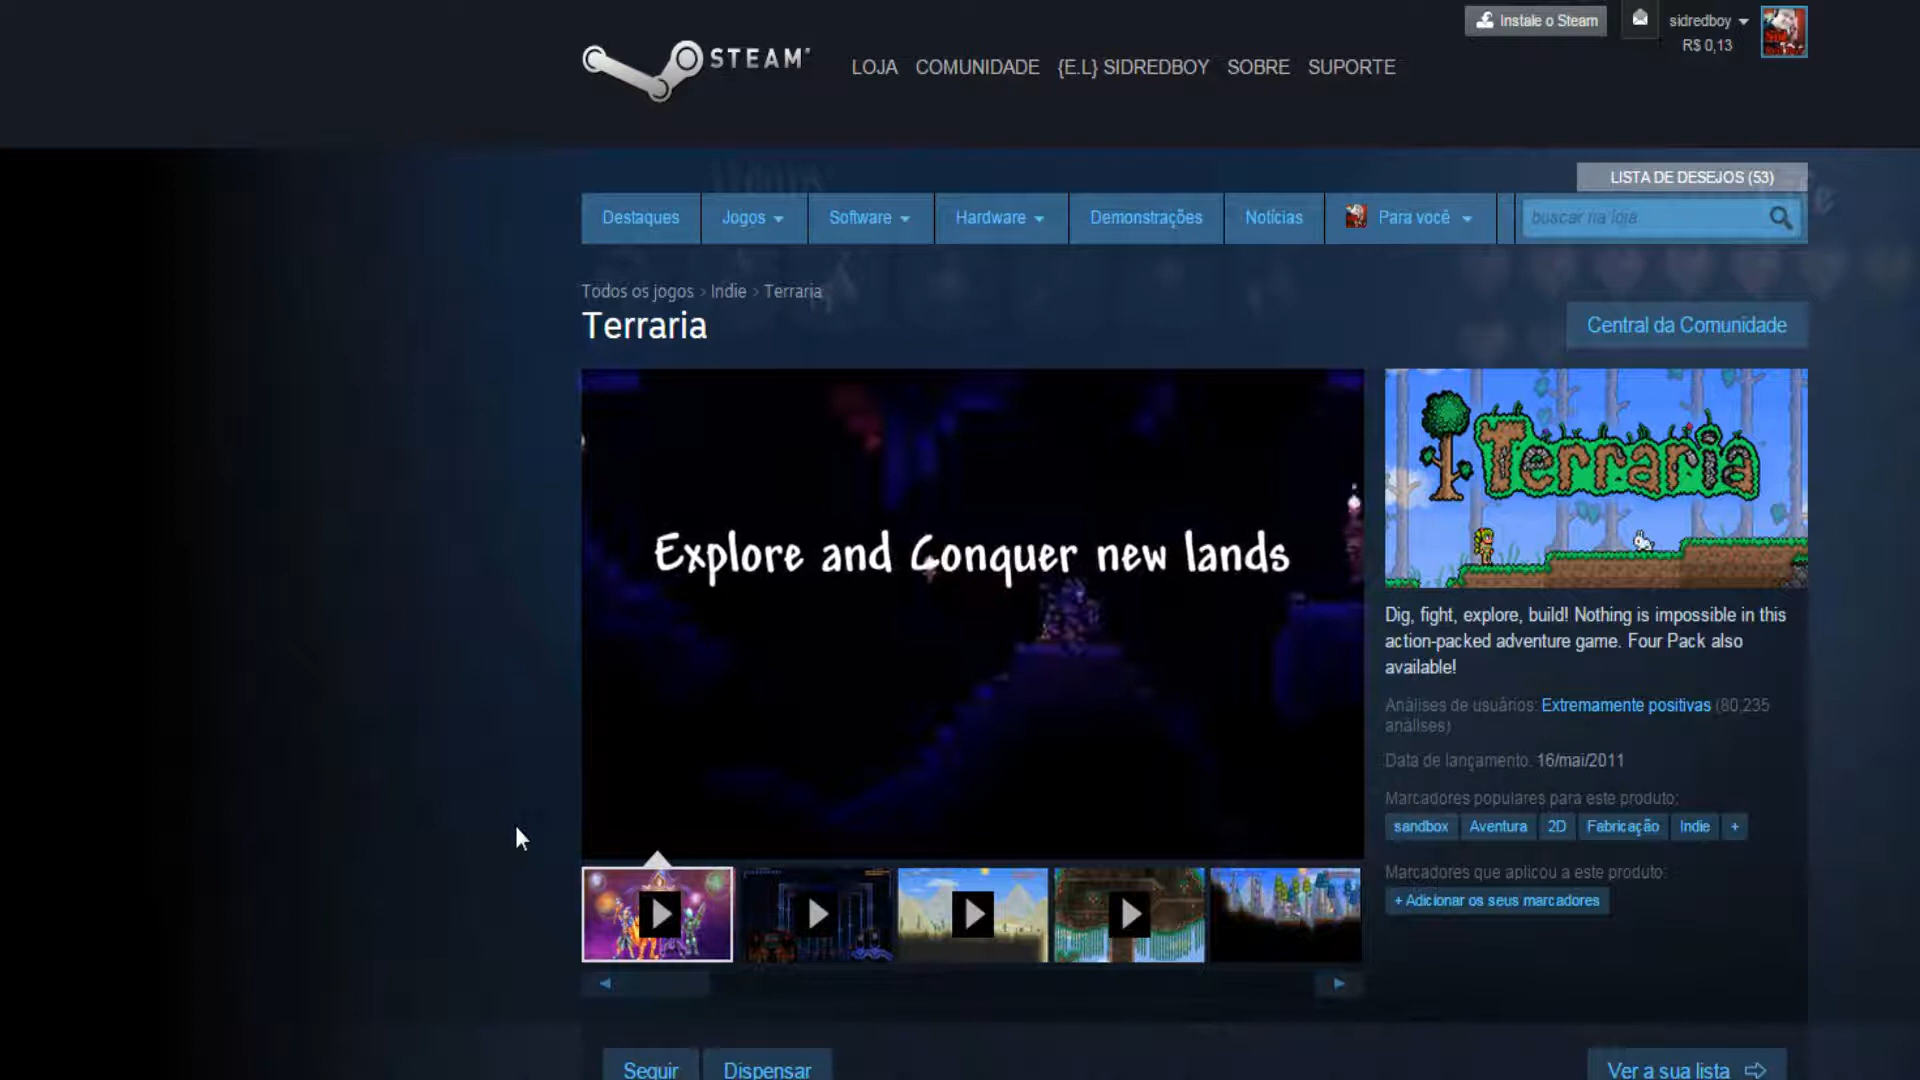 Instale o Steam
sidredboy
R$ 0,13
STEAM
LOJA COMUNIDADE {E.L} SIDREDBOY SOBRE SUPORTE
LISTA DE DESEJOS (53)
Destaques Jogos Software Hardware Demonstrações Notícias Para você buscar na loja
Todos os jogos > Indie > Terraria
Terraria
Central da Comunidade
Explore and Conquer new lands
Terraria
Dig, fight, explore, build! Nothing is impossible in this
action-packed adventure game. Four Pack also
available!
Análises de usuários: Extremamente positivas (80,235
análises)
Data de lançamento: 16/mai/2011
Marcadores populares para este produto:
sandbox Aventura 2D Fabricação Indie +
Marcadores que aplicou a este produto:
+ Adicionar os seus marcadores
Seguir Dispensar Ver a sua lista